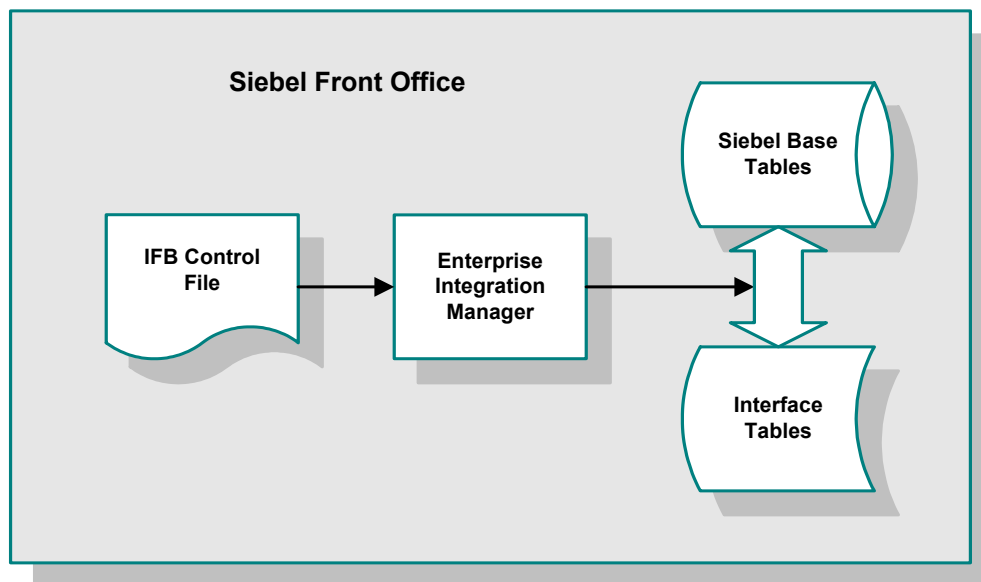 Siebel Front Office
Siebel Base
Tables
IFB Control
File
Enterprise
Integration
Manager
Interface
Tables